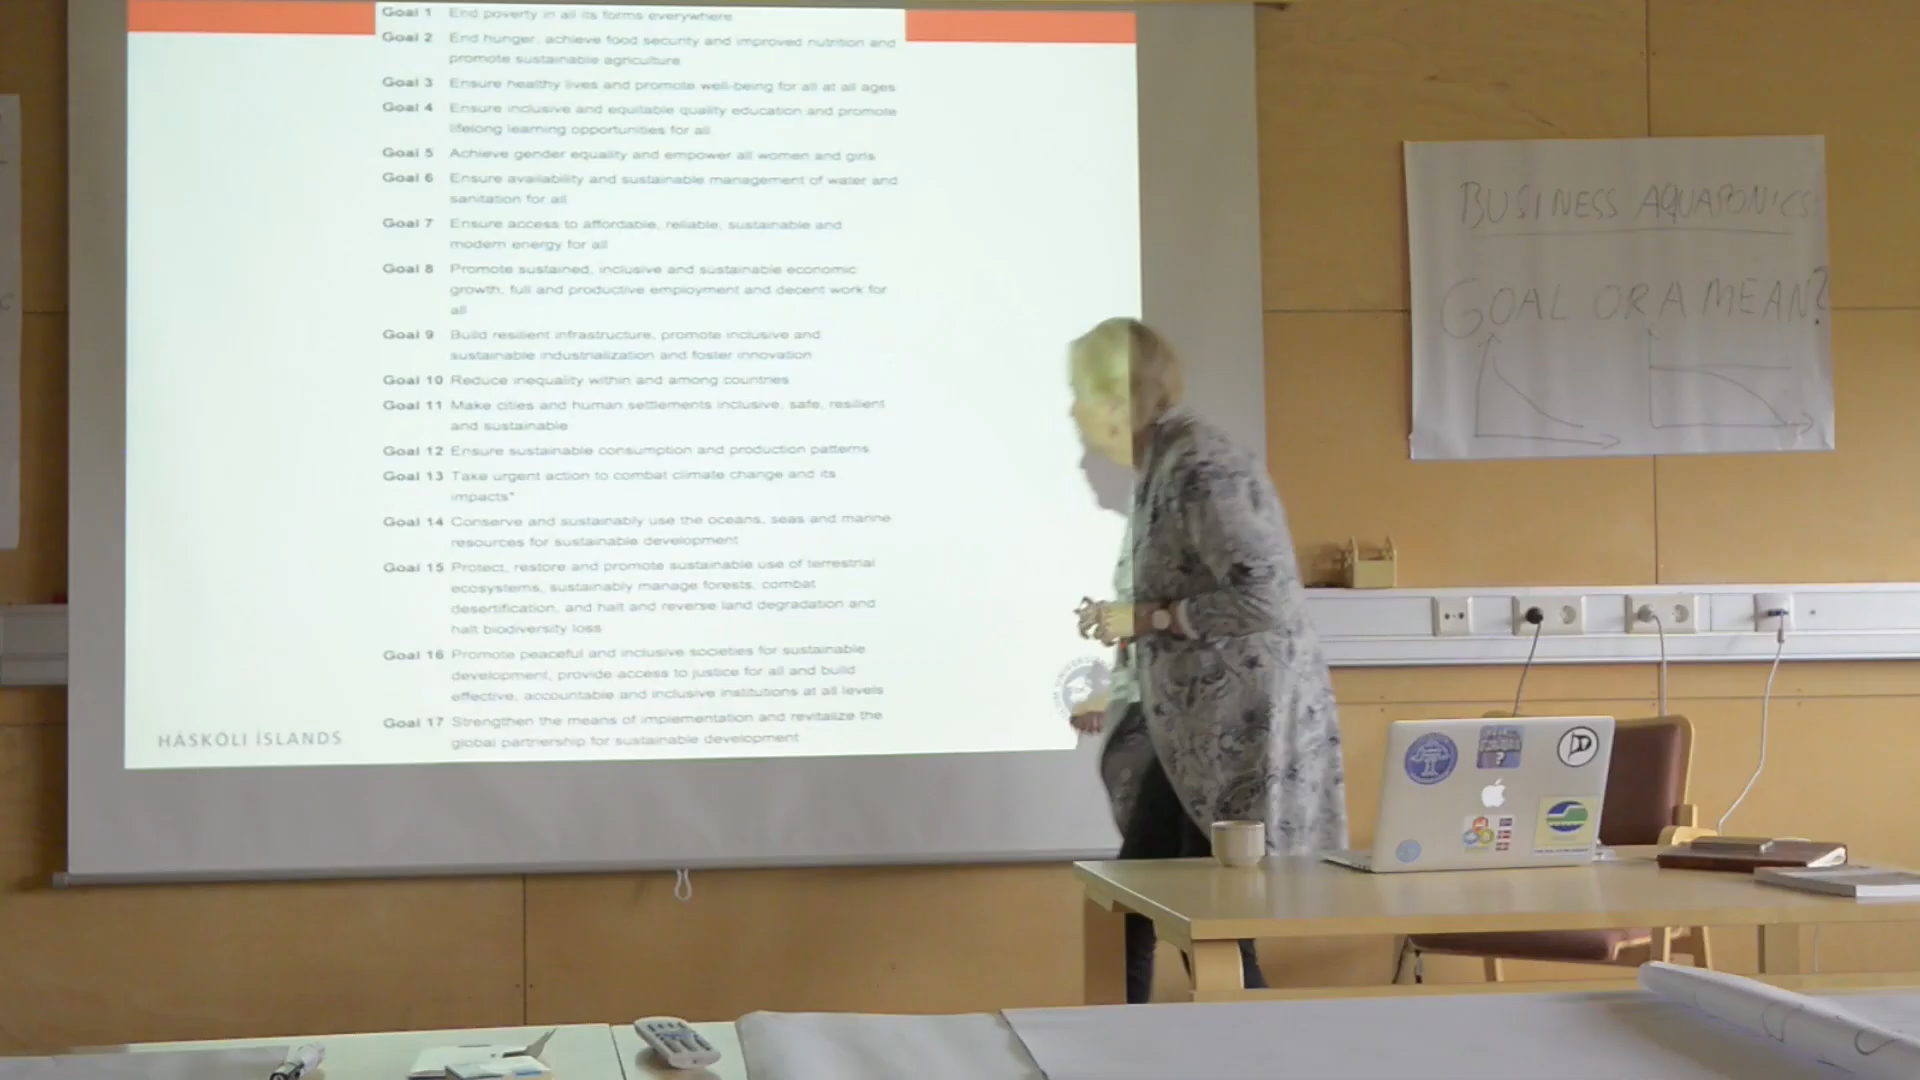 Goal 1 End poverty in all its forms everywhere
Goal 2 End hunger, achieve food security and improved nutrition and
promote sustainable agriculture
Goal 3 Ensure healthy lives and promote well-being for all at all ages
Goal 4 Ensure inclusive and equitable quality education and promote
lifelong learning opportunities for all
Goal 5 Achieve gender equality and empower all women and girls
Goal 6 Ensure availability and sustainable management of water and
sanitation for all
Goal 7 Ensure access to affordable, reliable, sustainable and
modern energy for all
Goal 8 Promote sustained, inclusive and sustainable economic
growth, full and productive employment and decent work for
all
Goal 9 Build resilient infrastructure, promote inclusive and
sustainable industrialization and foster innovation
Goal 10 Reduce inequality within and among countries
Goal 11 Make cities and human settlements inclusive, safe, resilient
and sustainable
Goal 12 Ensure sustainable consumption and production patterns
Goal 13 Take urgent action to combat climate change and its
impacts*
Goal 14 Conserve and sustainably use the oceans, seas and marine
resources for sustainable development
Goal 15 Protect, restore and promote sustainable use of terrestrial
ecosystems, sustainably manage forests, combat
desertification, and halt and reverse land degradation and
halt biodiversity loss
Goal 16 Promote peaceful and inclusive societies for sustainable
development, provide access to justice for all and build
effective, accountable and inclusive institutions at all levels
Goal 17 Strengthen the means of implementation and revitalize the
global partnership for sustainable development
HÁSKÓLI ÍSLANDS
BUSINESS AQUAPONICS
GOAL OR A MEAN?